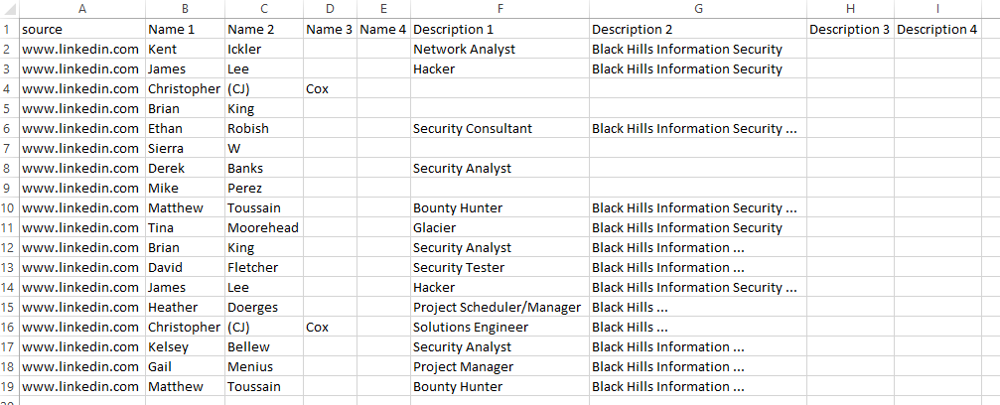 A B C D E F G H I
1 source Name 1 Name 2 Name 3 Name 4 Description 1 Description 2 Description 3 Description 4
2 www.linkedin.com Kent Ickler Network Analyst Black Hills Information Security
3 www.linkedin.com James Lee Hacker Black Hills Information Security
4 www.linkedin.com Christopher (CJ) Cox
5 www.linkedin.com Brian King
6 www.linkedin.com Ethan Robish Security Consultant Black Hills Information Security ...
7 www.linkedin.com Sierra W
8 www.linkedin.com Derek Banks Security Analyst
9 www.linkedin.com Mike Perez
10 www.linkedin.com Matthew Toussain Bounty Hunter Black Hills Information Security ...
11 www.linkedin.com Tina Moorehead Glacier Black Hills Information Security
12 www.linkedin.com Brian King Security Analyst Black Hills Information ...
13 www.linkedin.com David Fletcher Security Tester Black Hills Information ...
14 www.linkedin.com James Lee Hacker Black Hills Information Security ...
15 www.linkedin.com Heather Doerges Project Scheduler/Manager Black Hills ...
16 www.linkedin.com Christopher (CJ) Cox Solutions Engineer Black Hills ...
17 www.linkedin.com Kelsey Bellew Security Analyst Black Hills Information ...
18 www.linkedin.com Gail Menius Project Manager Black Hills Information ...
19 www.linkedin.com Matthew Toussain Bounty Hunter Black Hills Information ...